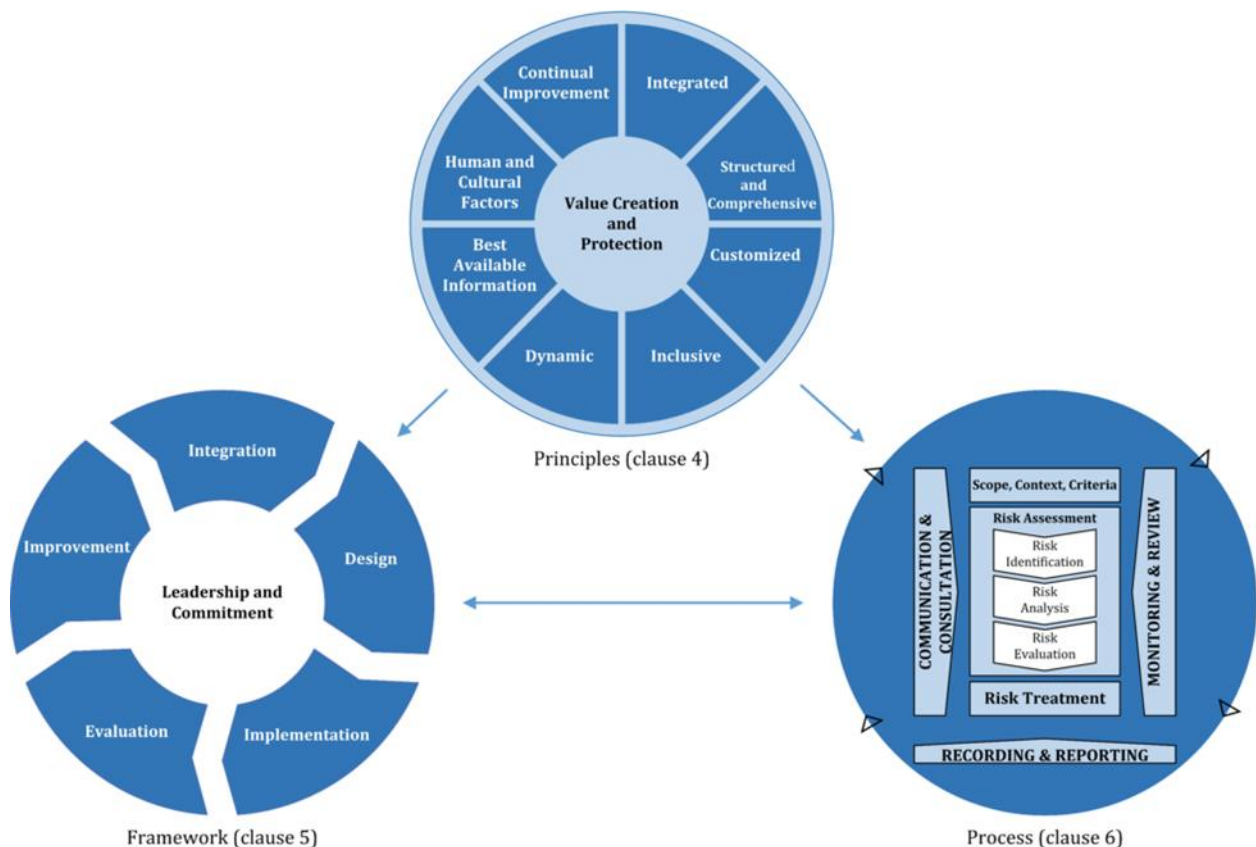 Continual
Improvement
Integrated
Structured
and
Comprehensive
Customized
Inclusive
Dynamic
Best
Available
Information
Human and
Cultural
Factors
Value Creation
and
Protection
Principles (clause 4)
Integration
Design
Implementation
Evaluation
Improvement
Leadership and
Commitment
Framework (clause 5)
Scope, Context, Criteria
Risk Assessment
Risk
Identification
Risk
Analysis
Risk
Evaluation
Risk Treatment
COMMUNICATION &
CONSULTATION
MONITORING & REVIEW
RECORDING & REPORTING
Process (clause 6)